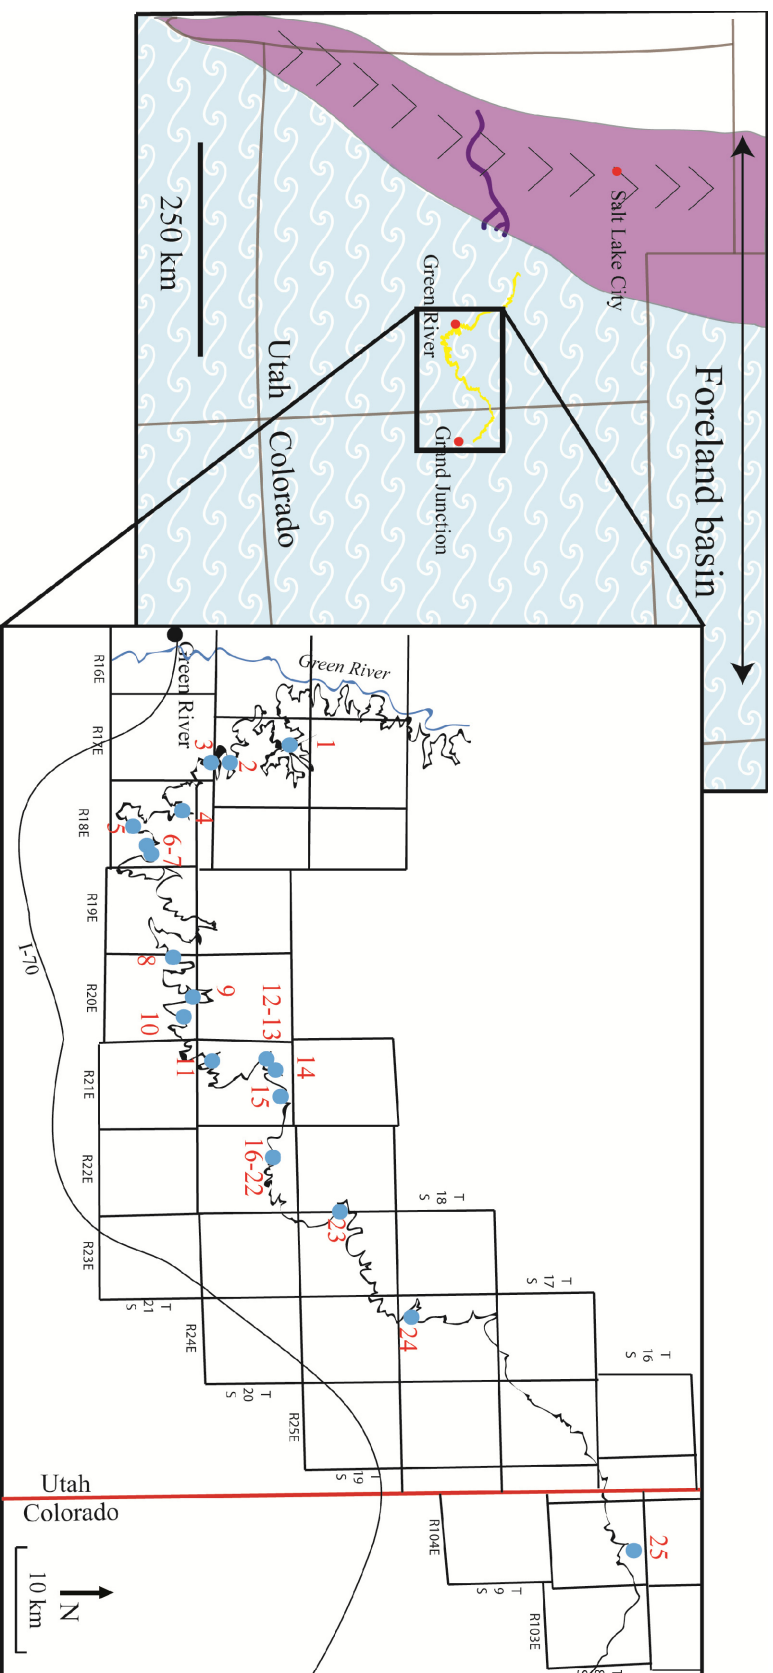 Foreland basin
Salt Lake City
Green River
Grand Junction
Utah
Colorado
250 km
Green River
Green River
I-70
R16E
R17E
R18E
R19E
R20E
R21E
R22E
R23E
R24E
R25E
R104E
R103E
1
2
3
4
5
6-7
8
9
10
11
12-13
14
15
16-22
23
24
25
T
16
S
T
17
S
T
18
S
T
19
S
T
20
S
T
21
S
T
9
S
Utah
Colorado
N
10 km